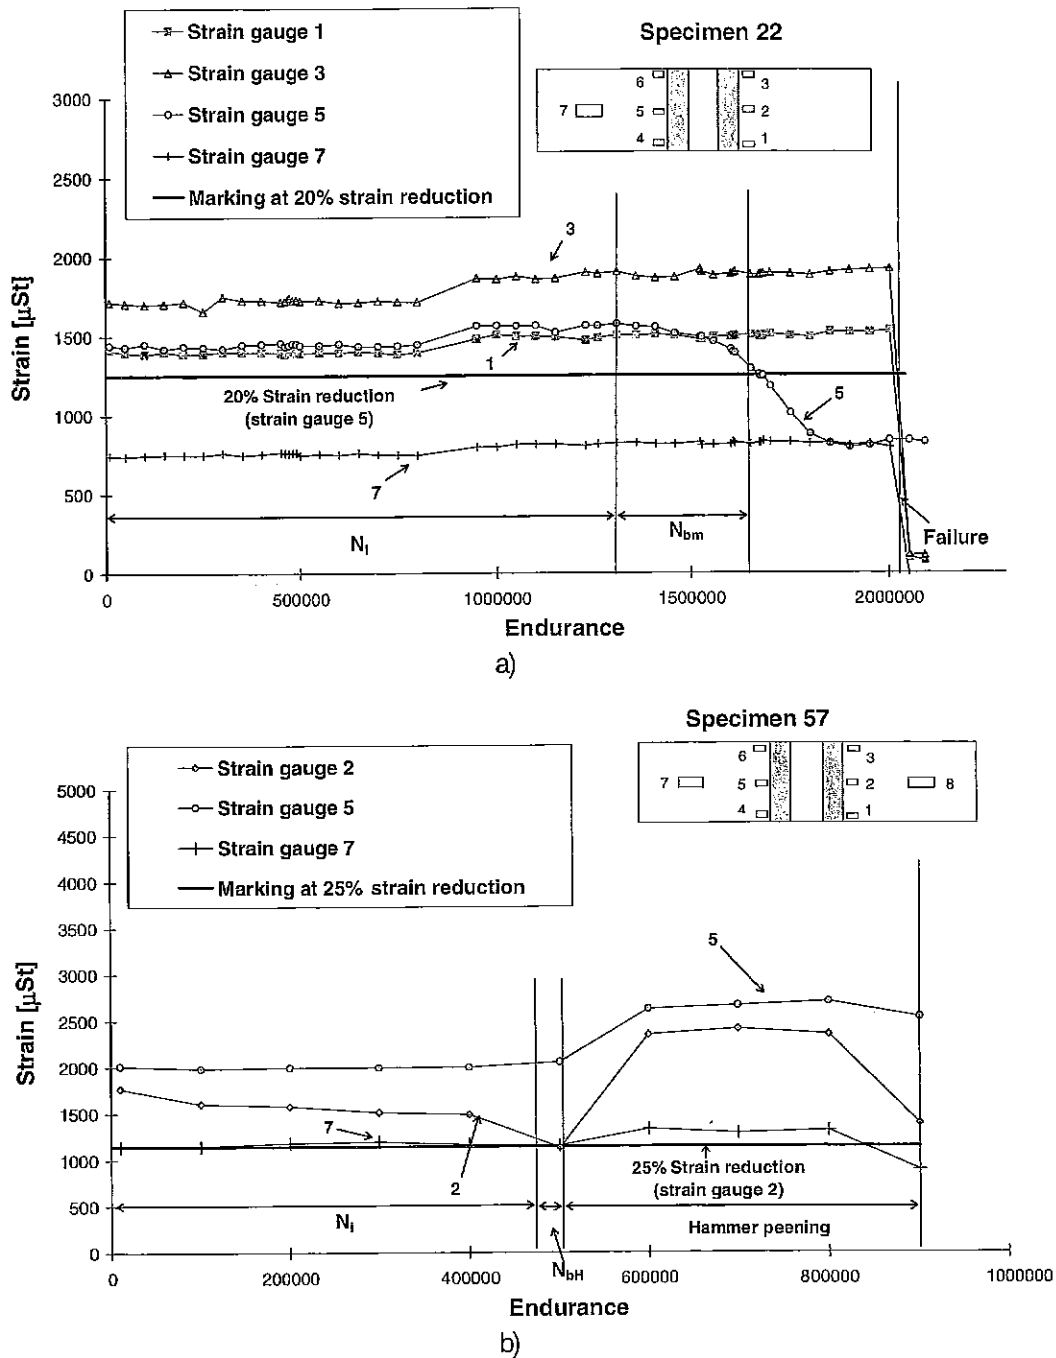 Strain gauge 1
Strain gauge 3
Strain gauge 5
Strain gauge 7
Marking at 20% strain reduction
Specimen 22
6
3
7
5
2
4
1
Strain [µSt]
3000
2500
2000
1500
1000
500
0
3
1
20% Strain reduction
(strain gauge 5)
5
7
N_I
N_bm
Failure
0
500000
1000000
1500000
2000000
Endurance
a)
Specimen 57
Strain gauge 2
Strain gauge 5
Strain gauge 7
Marking at 25% strain reduction
6
3
7
5
2
8
4
1
Strain [µSt]
5000
4500
4000
3500
3000
2500
2000
1500
1000
500
0
5
7
2
25% Strain reduction
(strain gauge 2)
N_i
Hammer peening
N_bH
0
200000
400000
600000
800000
1000000
Endurance
b)